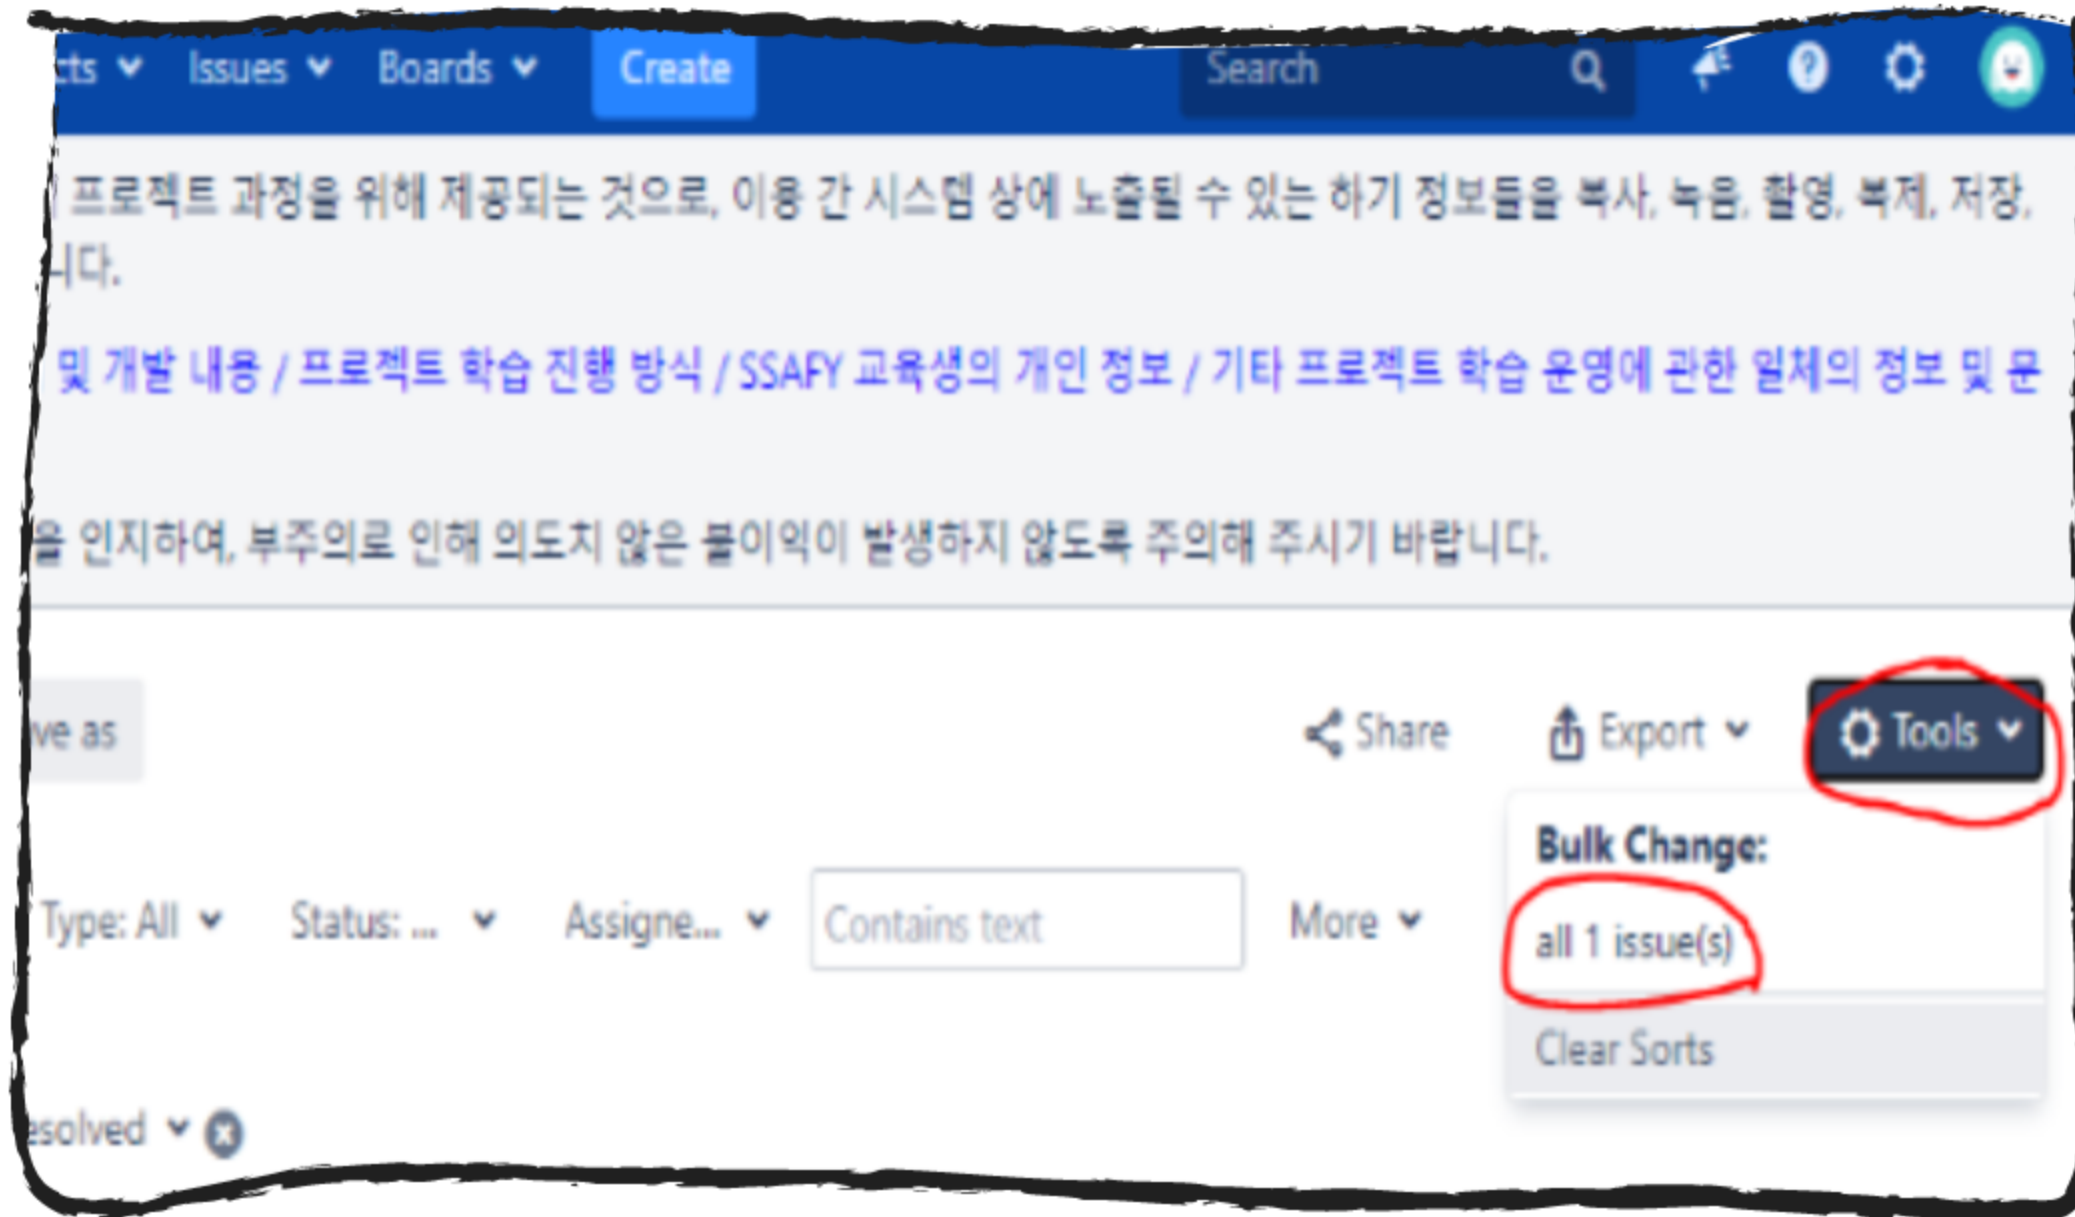 cts Issues Boards Create Search
프로젝트 과정을 위해 제공되는 것으로, 이용 간 시스템 상에 노출될 수 있는 하기 정보들을 복사, 녹음, 촬영, 복제, 저장,
니다.
및 개발 내용 / 프로젝트 학습 진행 방식 / SSAFY 교육생의 개인 정보 / 기타 프로젝트 학습 운영에 관한 일체의 정보 및 문
을 인지하여, 부주의로 인해 의도치 않은 불이익이 발생하지 않도록 주의해 주시기 바랍니다.
ve as Share Export Tools
Bulk Change:
Type: All Status: ... Assigne... Contains text More
all 1 issue(s)
Clear Sorts
esolved